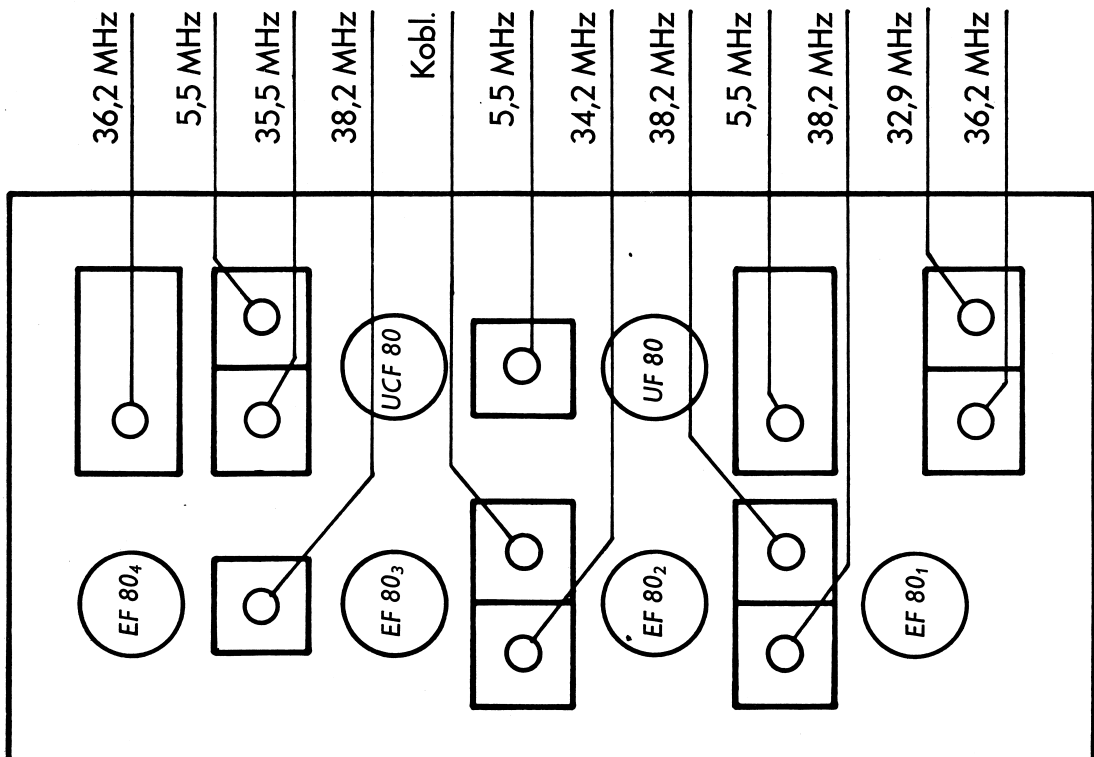 36,2 MHz
5,5 MHz
35,5 MHz
38,2 MHz
Kobl.
5,5 MHz
34,2 MHz
38,2 MHz
5,5 MHz
38,2 MHz
32,9 MHz
36,2 MHz
UCF 80
UF 80
EF 80₄
EF 80₃
EF 80₂
EF 80₁